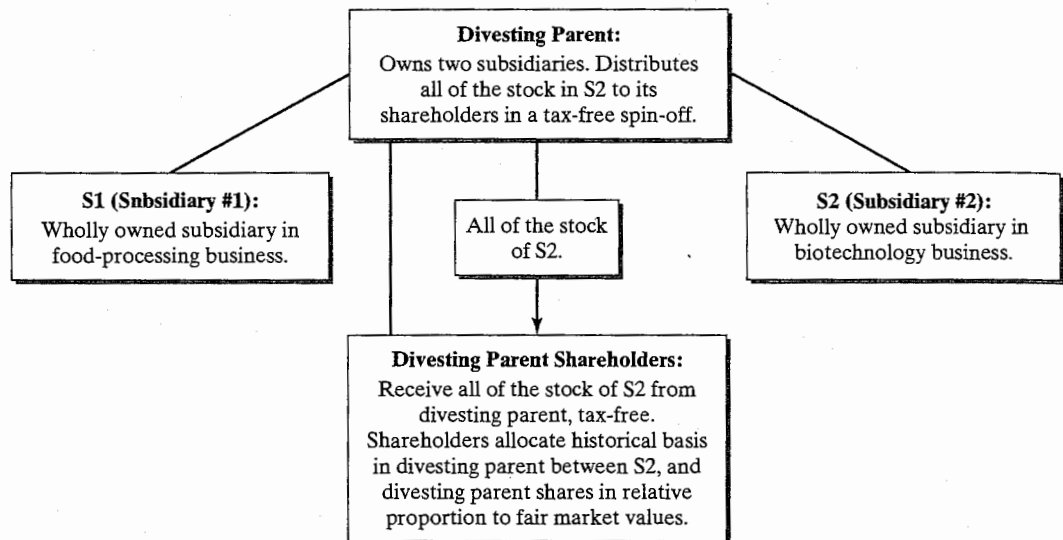 Divesting Parent:
Owns two subsidiaries. Distributes
all of the stock in S2 to its
shareholders in a tax-free spin-off.
S1 (Snbsidiary #1):
Wholly owned subsidiary in
food-processing business.
All of the stock
of S2.
S2 (Subsidiary #2):
Wholly owned subsidiary in
biotechnology business.
Divesting Parent Shareholders:
Receive all of the stock of S2 from
divesting parent, tax-free.
Shareholders allocate historical basis
in divesting parent between S2, and
divesting parent shares in relative
proportion to fair market values.